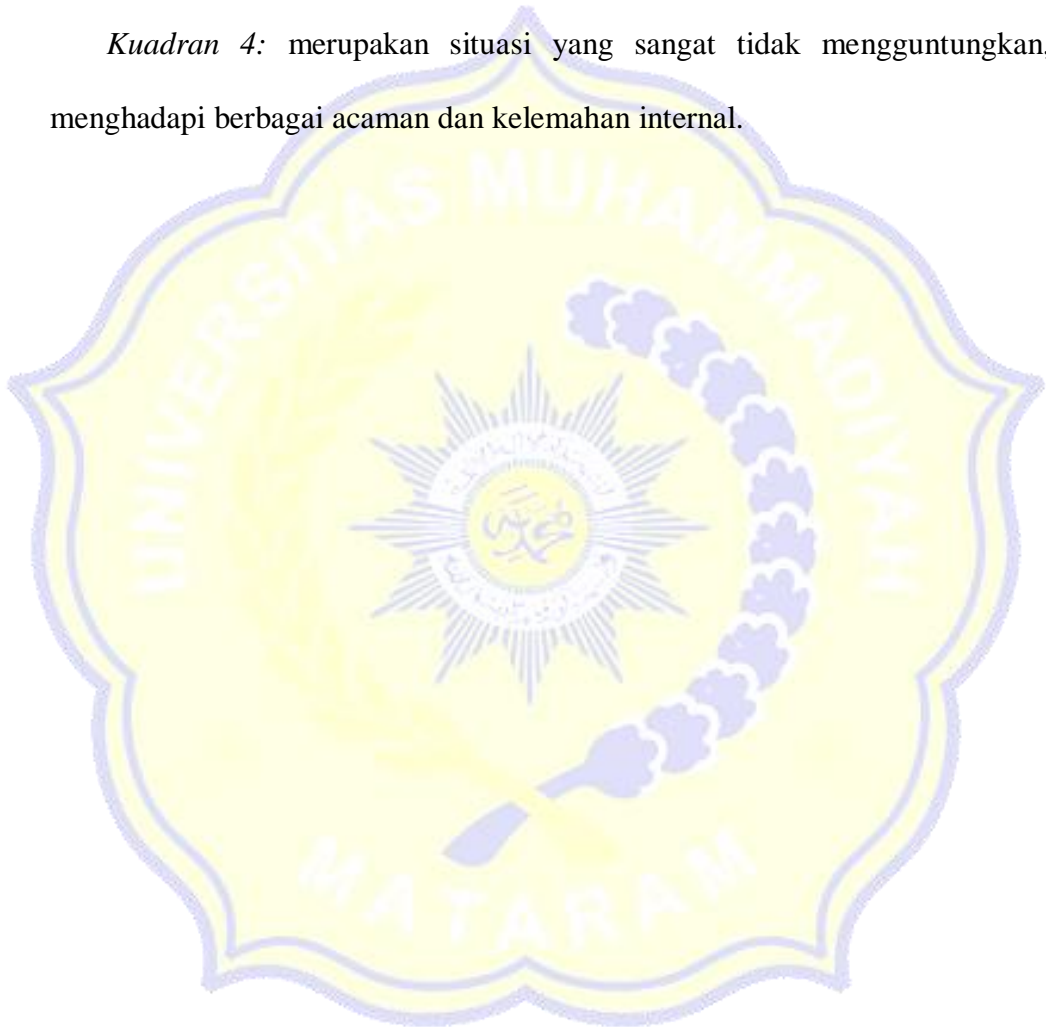 Kuadran 4: merupakan situasi yang sangat tidak mengguntungkan,
menghadapi berbagai acaman dan kelemahan internal.
UNIVERSITAS MUHAMMADIYAH
MATARAM